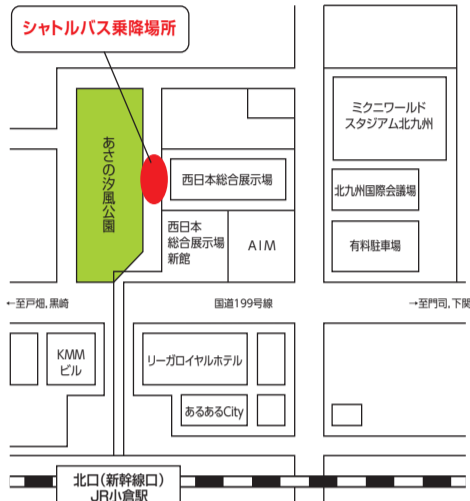 シャトルバス乗降場所
ミクニワールド
スタジアム北九州
あさの汐風公園
西日本総合展示場
北九州国際会議場
西日本
総合展示場
新館
AIM
有料駐車場
←至戸畑、黒崎
国道199号線
→至門司、下関
KMM
ビル
リーガロイヤルホテル
あるあるCity
北口(新幹線口)
JR小倉駅